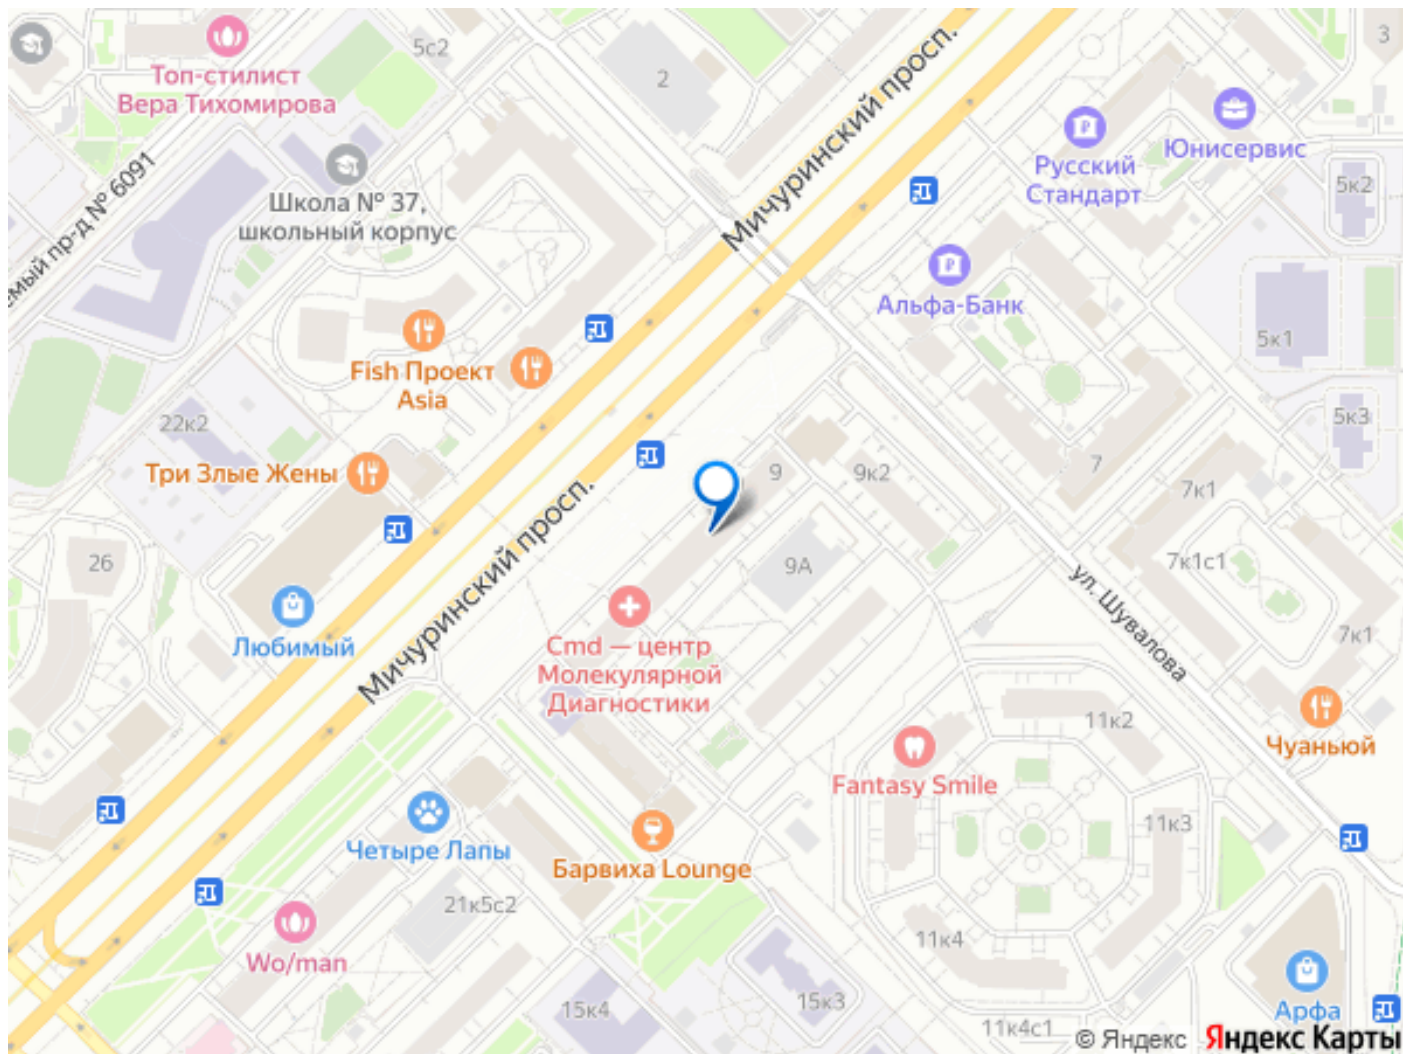 5с2
2
3
Топ-стилист
Вера Тихомирова
Мичуринский просп.
Юнисервис
Русский
Стандарт
5к2
емый пр-д № 6091
Школа № 37,
школьный корпус
Альфа-Банк
5к1
Fish Проект
Asia
22к2
5к3
Три Злые Жены
9
9к2
7
7к1
Мичуринский просп.
26
9А
7к1с1
ул. Шувалова
Любимый
Cmd — центр
Молекулярной
Диагностики
7к1
11к2
Чуаньюй
Fantasy Smile
11к3
Четыре Лапы
Барвиха Lounge
21к5с2
11к4
Wo/man
15к4
15к3
Арфа
11к4с1
© Яндекс
Яндекс Карты